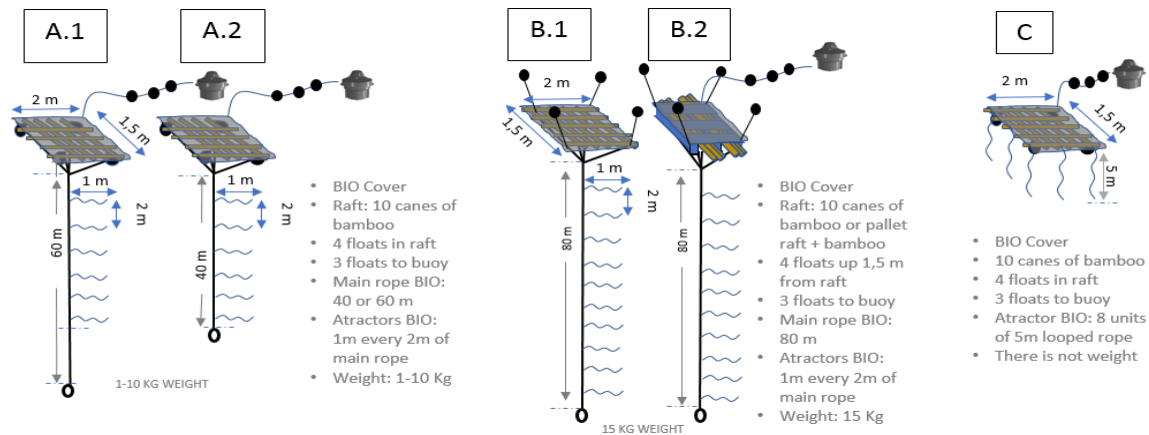 A.1
A.2
B.1
B.2
C
2 m
1,5 m
1 m
2 m
60 m
1 m
2 m
40 m
1-10 KG WEIGHT
• BIO Cover
• Raft: 10 canes of
bamboo
• 4 floats in raft
• 3 floats to buoy
• Main rope BIO:
40 or 60 m
• Atractors BIO:
1m every 2m of
main rope
• Weight: 1-10 Kg
2 m
1,5 m
1 m
2 m
80 m
80 m
15 KG WEIGHT
• BIO Cover
• Raft: 10 canes of
bamboo or pallet
raft + bamboo
• 4 floats up 1,5 m
from raft
• 3 floats to buoy
• Main rope BIO:
80 m
• Atractors BIO:
1m every 2m of
main rope
• Weight: 15 Kg
2 m
1,5 m
5 m
• BIO Cover
• 10 canes of bamboo
• 4 floats in raft
• 3 floats to buoy
• Atractor BIO: 8 units
of 5m looped rope
• There is not weight